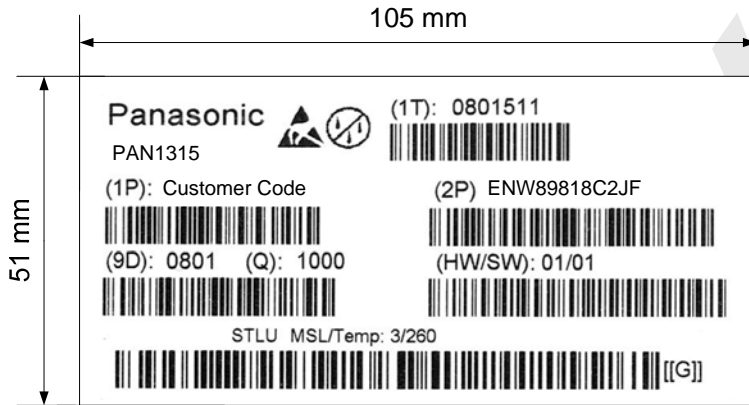 105 mm
51 mm
Panasonic
(1T): 0801511
PAN1315
(1P): Customer Code
(2P) ENW89818C2JF
(9D): 0801 (Q): 1000
(HW/SW): 01/01
STLU MSL/Temp: 3/260
[[G]]